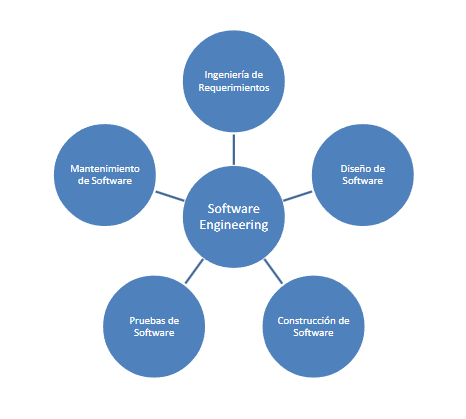 Ingeniería de
Requerimientos
Mantenimiento
de Software
Diseño de
Software
Software
Engineering
Pruebas de
Software
Construcción de
Software